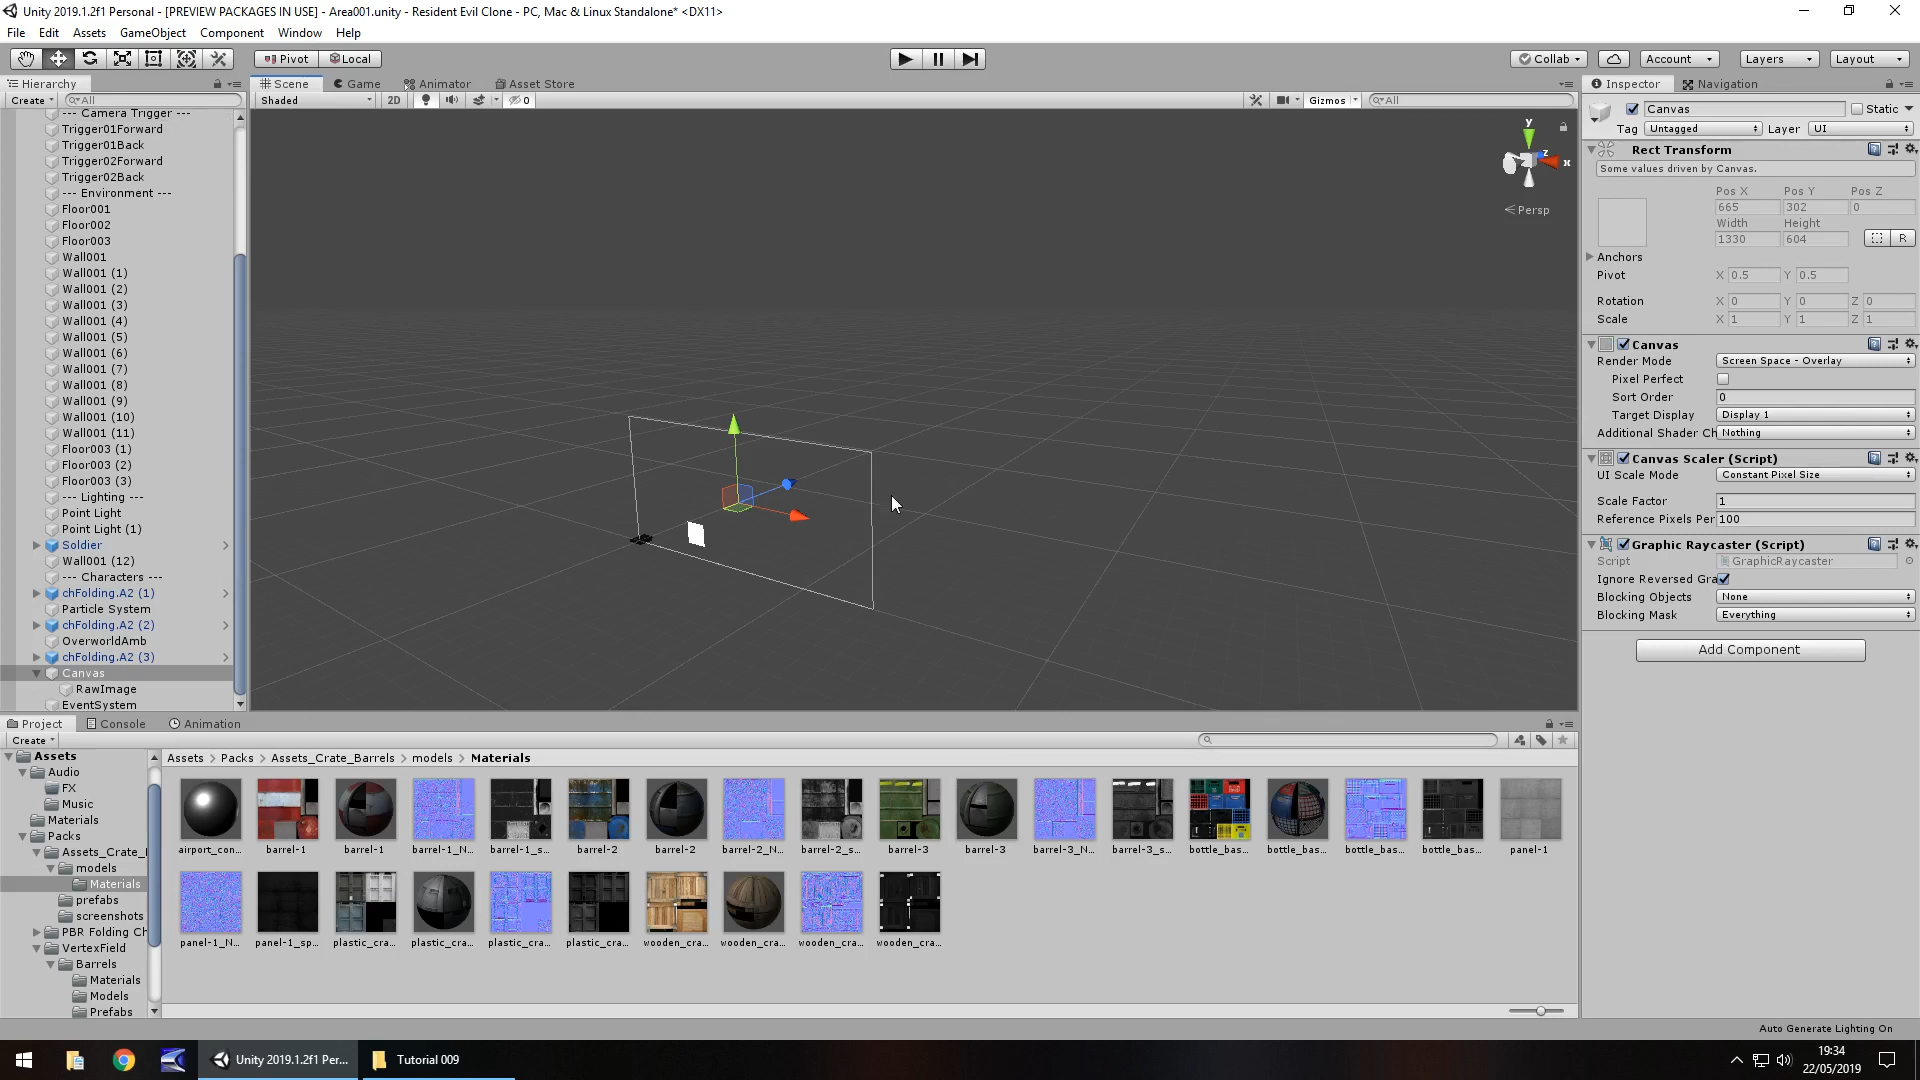 Unity 2019.1.2f1 Personal - [PREVIEW PACKAGES IN USE] - Area001.unity - Resident Evil Clone - PC, Mac & Linux Standalone* <DX11>
File Edit Assets GameObject Component Window Help
Pivot Local Collab Account Layers Layout
Hierarchy Scene Game Animator Asset Store Inspector Navigation
Create All Shaded 2D 0 Gizmos All
--- Camera Trigger ---
Trigger01Forward
Trigger01Back
Trigger02Forward
Trigger02Back
--- Environment ---
Floor001
Floor002
Floor003
Wall001
Wall001 (1)
Wall001 (2)
Wall001 (3)
Wall001 (4)
Wall001 (5)
Wall001 (6)
Wall001 (7)
Wall001 (8)
Wall001 (9)
Wall001 (10)
Wall001 (11)
Floor003 (1)
Floor003 (2)
Floor003 (3)
--- Lighting ---
Point Light
Point Light (1)
Soldier
Wall001 (12)
--- Characters ---
chFolding.A2 (1)
Particle System
chFolding.A2 (2)
OverworldAmb
chFolding.A2 (3)
Canvas
RawImage
EventSystem
y
z
x
Persp
Canvas Static
Tag Untagged Layer UI
Rect Transform
Some values driven by Canvas.
Pos X Pos Y Pos Z
665 302 0
Width Height
1330 604
R
Anchors
Pivot X 0.5 Y 0.5
Rotation X 0 Y 0 Z 0
Scale X 1 Y 1 Z 1
Canvas
Render Mode Screen Space - Overlay
Pixel Perfect
Sort Order 0
Target Display Display 1
Additional Shader Ch Nothing
Canvas Scaler (Script)
UI Scale Mode Constant Pixel Size
Scale Factor 1
Reference Pixels Per 100
Graphic Raycaster (Script)
Script GraphicRaycaster
Ignore Reversed Gra
Blocking Objects None
Blocking Mask Everything
Add Component
Project Console Animation
Create
Assets
Audio
FX
Music
Materials
Packs
Assets_Crate_l
models
Materials
prefabs
screenshots
PBR Folding Ch
VertexField
Barrels
Materials
Models
Prefabs
Assets > Packs > Assets_Crate_Barrels > models > Materials
airport_con... barrel-1 barrel-1 barrel-1_N... barrel-1_s... barrel-2 barrel-2 barrel-2_N... barrel-2_s... barrel-3 barrel-3 barrel-3_N... barrel-3_s... bottle_bas... bottle_bas... bottle_bas... bottle_bas... panel-1
panel-1_N... panel-1_sp... plastic_cra... plastic_cra... plastic_cra... plastic_cra... wooden_cra... wooden_cra... wooden_cra... wooden_cra...
Auto Generate Lighting On
Unity 2019.1.2f1 Per... Tutorial 009
19:34
22/05/2019